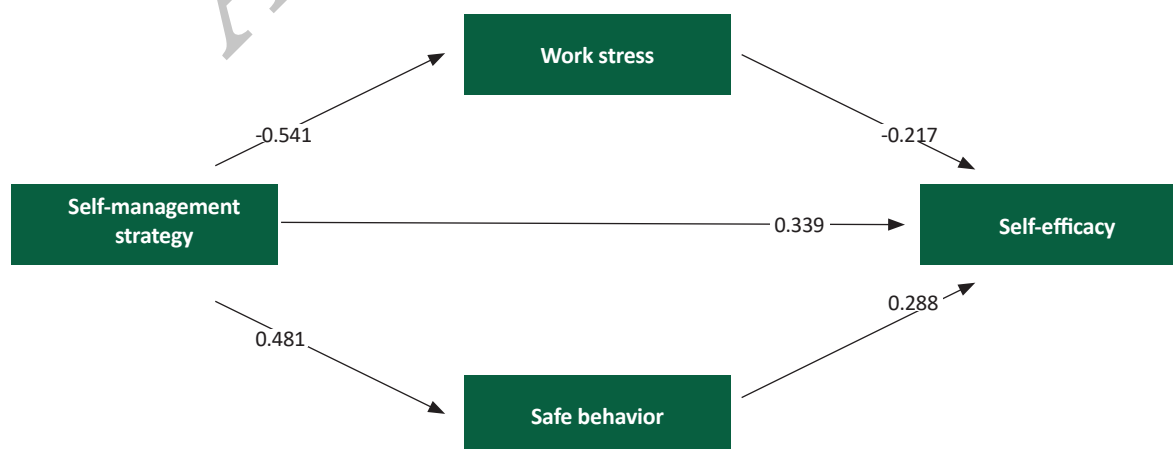 Work stress
-0.541
-0.217
Self-management
strategy
0.339
Self-efficacy
0.481
0.288
Safe behavior